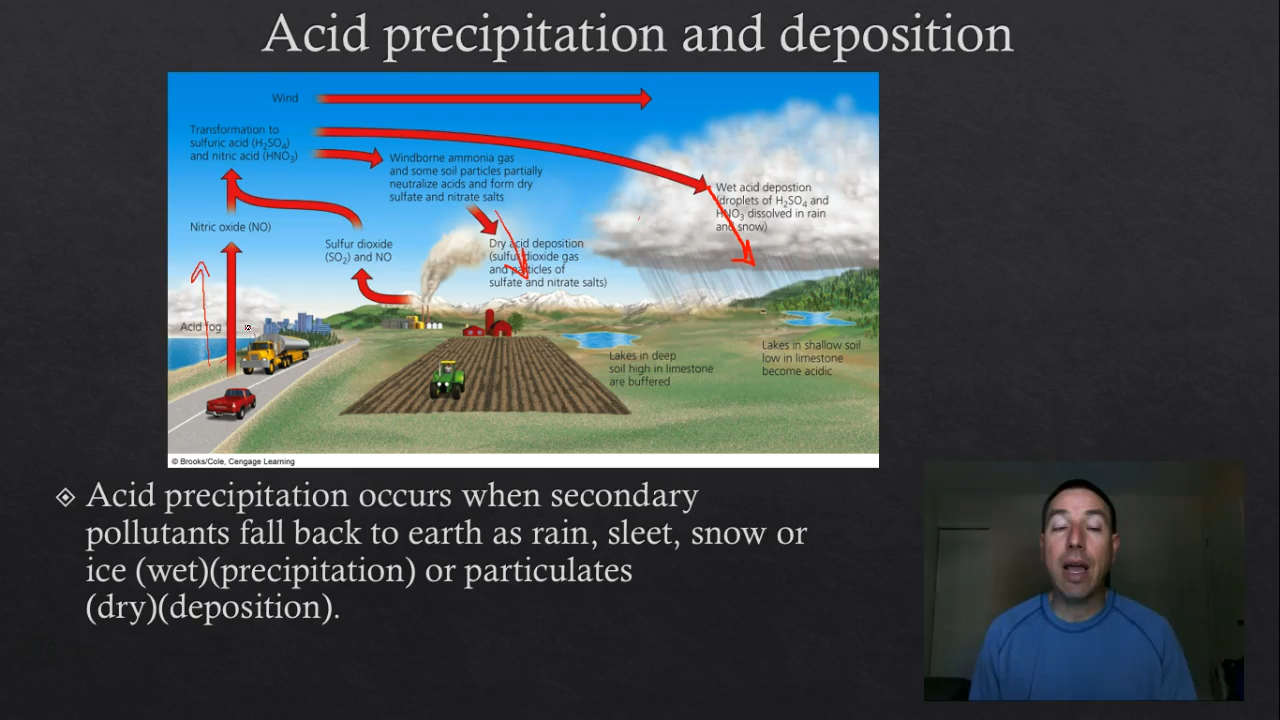 Acid precipitation and deposition
Wind
Transformation to
sulfuric acid (H₂SO₄)
and nitric acid (HNO₃)
Windborne ammonia gas
and some soil particles partially
neutralize acids and form dry
sulfate and nitrate salts
Wet acid depostion
(droplets of H₂SO₄ and
HNO₃ dissolved in rain
and snow)
Nitric oxide (NO)
Sulfur dioxide
(SO₂) and NO
Dry acid deposition
(sulfur dioxide gas
and particles of
sulfate and nitrate salts)
Acid fog
Lakes in deep
soil high in limestone
are buffered
Lakes in shallow soil
low in limestone
become acidic
© Brooks/Cole, Cengage Learning
Acid precipitation occurs when secondary
pollutants fall back to earth as rain, sleet, snow or
ice (wet)(precipitation) or particulates
(dry)(deposition).